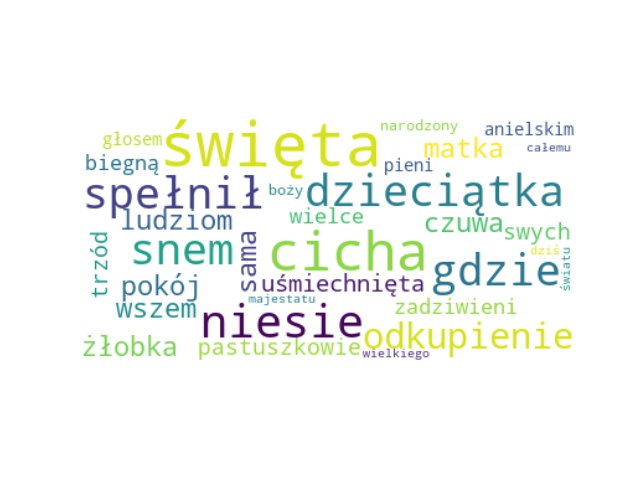 narodzony
anielskim
głosem
święta
matka
całemu
biegną
pieni
spełnił
boży
dzieciątka
ludziom
wielce
czuwa
swych
trzód
snem
sama
cicha
gdzie
dziś
światu
pokój
uśmiechnięta
wszem
majestatu
zadziwieni
niesie
odkupienie
żłobka
pastuszkowie
wielkiego